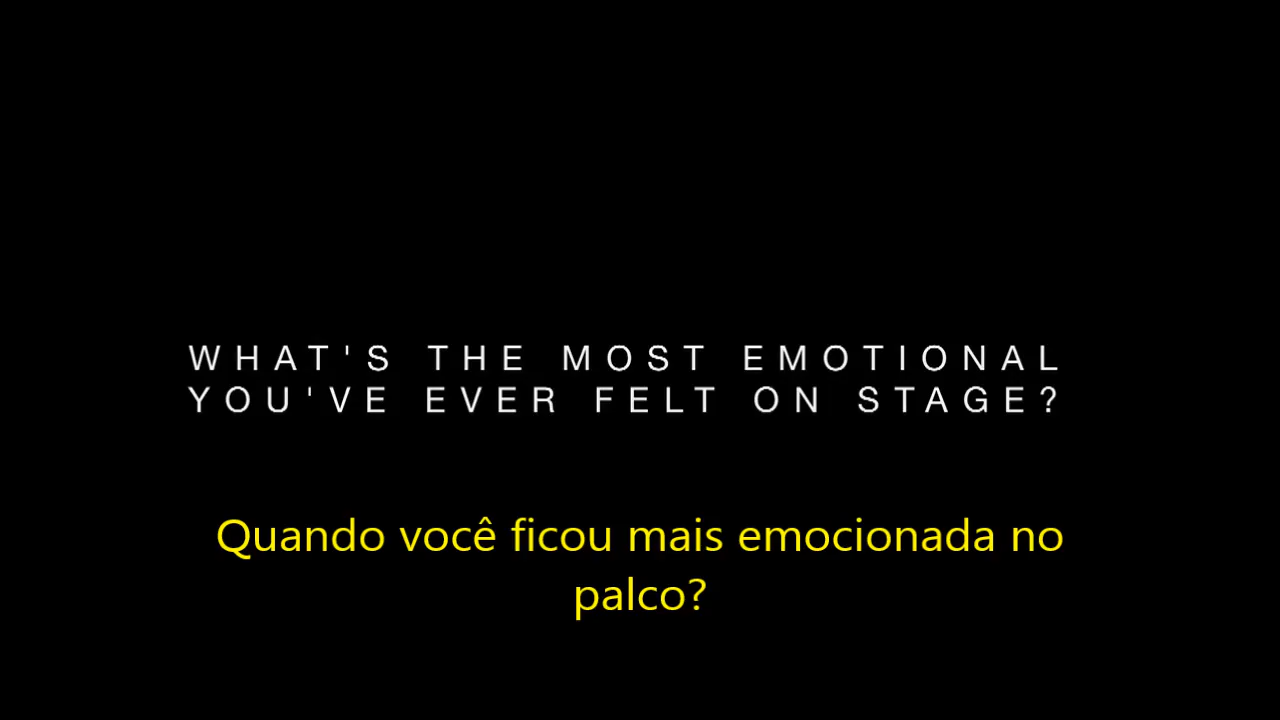 WHAT'S THE MOST EMOTIONAL
YOU'VE EVER FELT ON STAGE?
Quando você ficou mais emocionada no
palco?